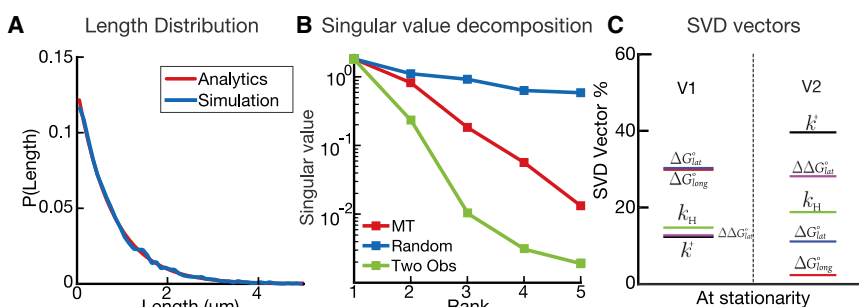 A Length Distribution
0.15
0.1
0.05
0
P(Length)
Analytics
Simulation
2
4
Length (um)
B Singular value decomposition
10⁰
10⁻¹
10⁻²
Singular value
MT
Random
Two Obs
1 2 3 4 5
Rank
C SVD vectors
60
40
20
0
SVD Vector %
V1
ΔG°lat
ΔG°long
kH
ΔΔG°lat
k⁺
V2
k⁺
ΔΔG°lat
kH
ΔG°lat
ΔG°long
At stationarity